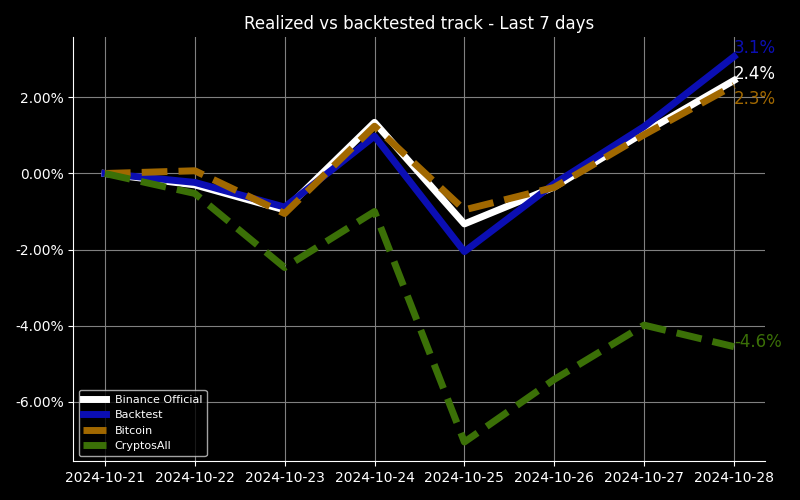 Realized vs backtested track - Last 7 days
3.1%
2.4%
2.3%
2.00%
0.00%
-2.00%
-4.00%
-6.00%
-4.6%
Binance Official
Backtest
Bitcoin
CryptosAll
2024-10-21 2024-10-22 2024-10-23 2024-10-24 2024-10-25 2024-10-26 2024-10-27 2024-10-28